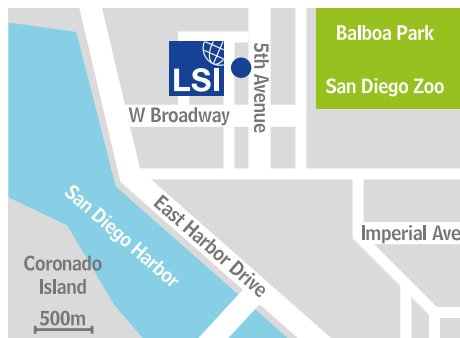 Balboa Park
San Diego Zoo
LSI
5th Avenue
W Broadway
San Diego Harbor
East Harbor Drive
Imperial Ave
Coronado
Island
500m